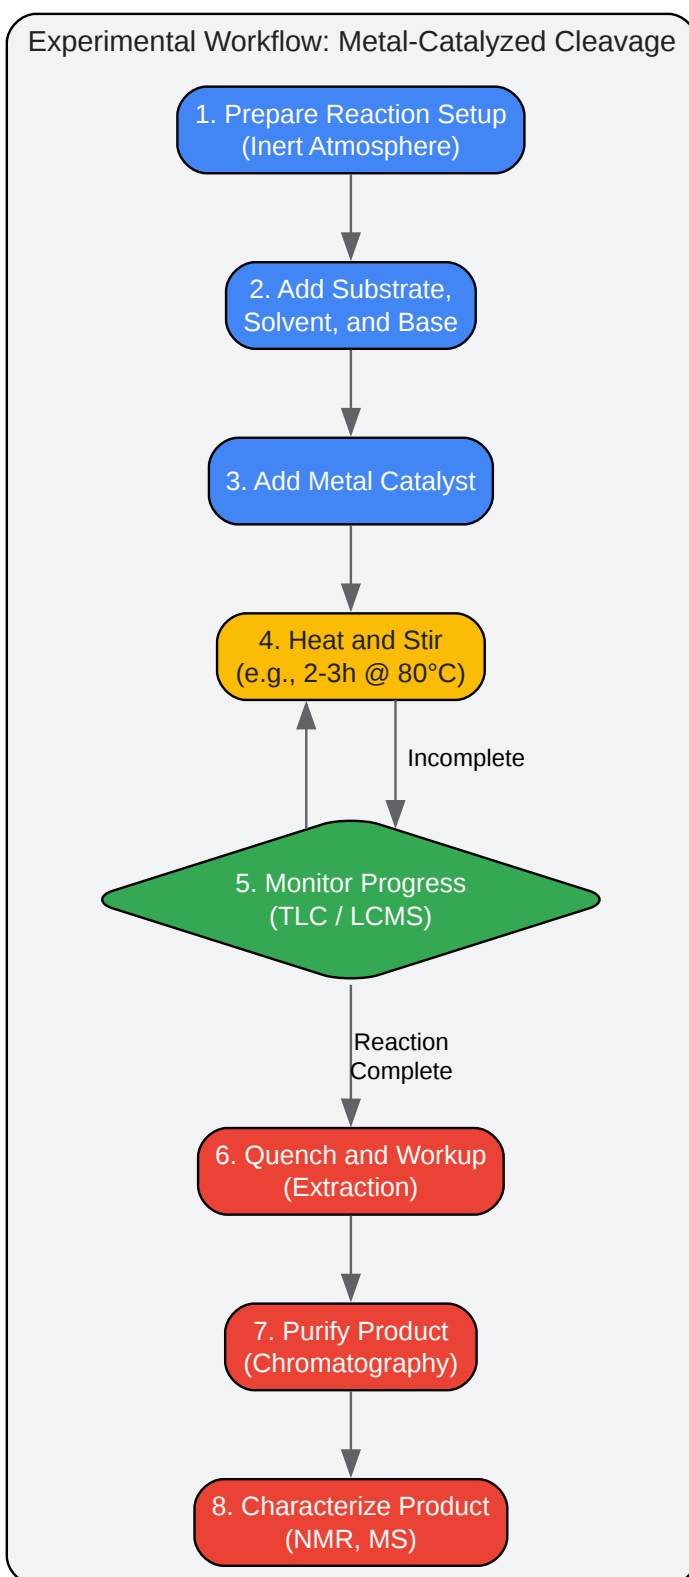 Experimental Workflow: Metal-Catalyzed Cleavage
1. Prepare Reaction Setup
(Inert Atmosphere)
2. Add Substrate,
Solvent, and Base
3. Add Metal Catalyst
4. Heat and Stir
(e.g., 2-3h @ 80°C)
Incomplete
5. Monitor Progress
(TLC / LCMS)
Reaction
Complete
6. Quench and Workup
(Extraction)
7. Purify Product
(Chromatography)
8. Characterize Product
(NMR, MS)